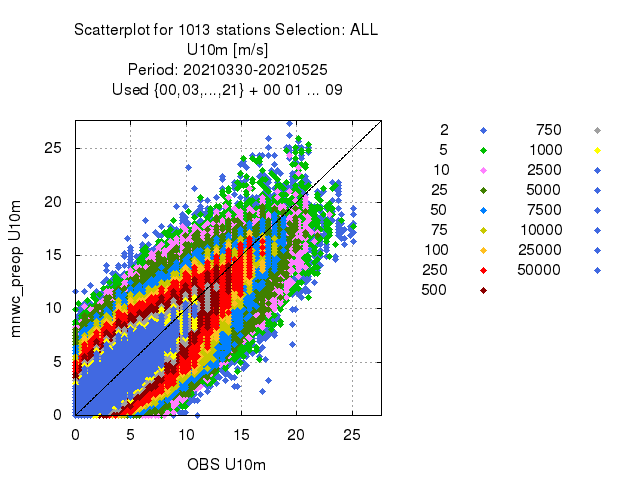 Scatterplot for 1013 stations Selection: ALL
U10m [m/s]
Period: 20210330-20210525
Used {00,03,...,21} + 00 01 ... 09
mnwc_preop U10m
25
20
15
10
5
0
0 5 10 15 20 25
OBS U10m
2 750
5 1000
10 2500
25 5000
50 7500
75 10000
100 25000
250 50000
500